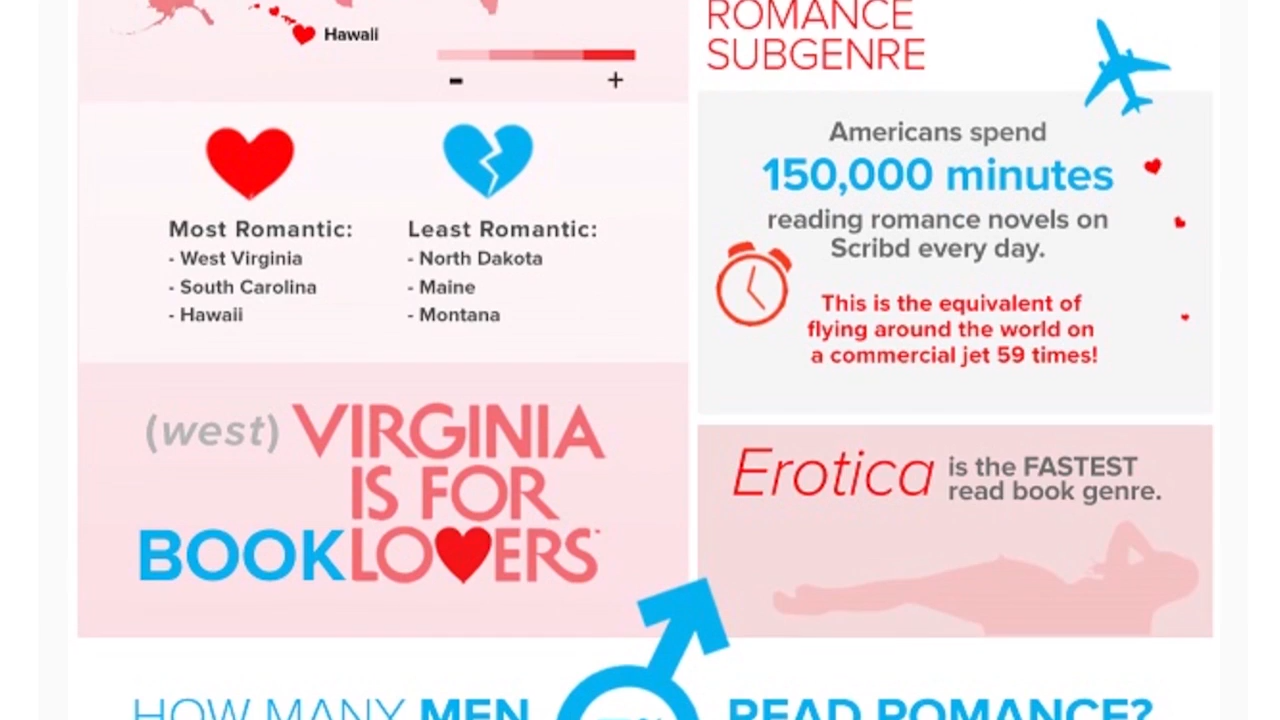 Hawaii
-
+
Most Romantic:
- West Virginia
- South Carolina
- Hawaii
Least Romantic:
- North Dakota
- Maine
- Montana
(west) VIRGINIA
IS FOR
BOOKLOVERS
ROMANCE
SUBGENRE
Americans spend
150,000 minutes
reading romance novels on
Scribd every day.
This is the equivalent of
flying around the world on
a commercial jet 59 times!
Erotica is the FASTEST
read book genre.
HOW MANY MEN READ ROMANCE?